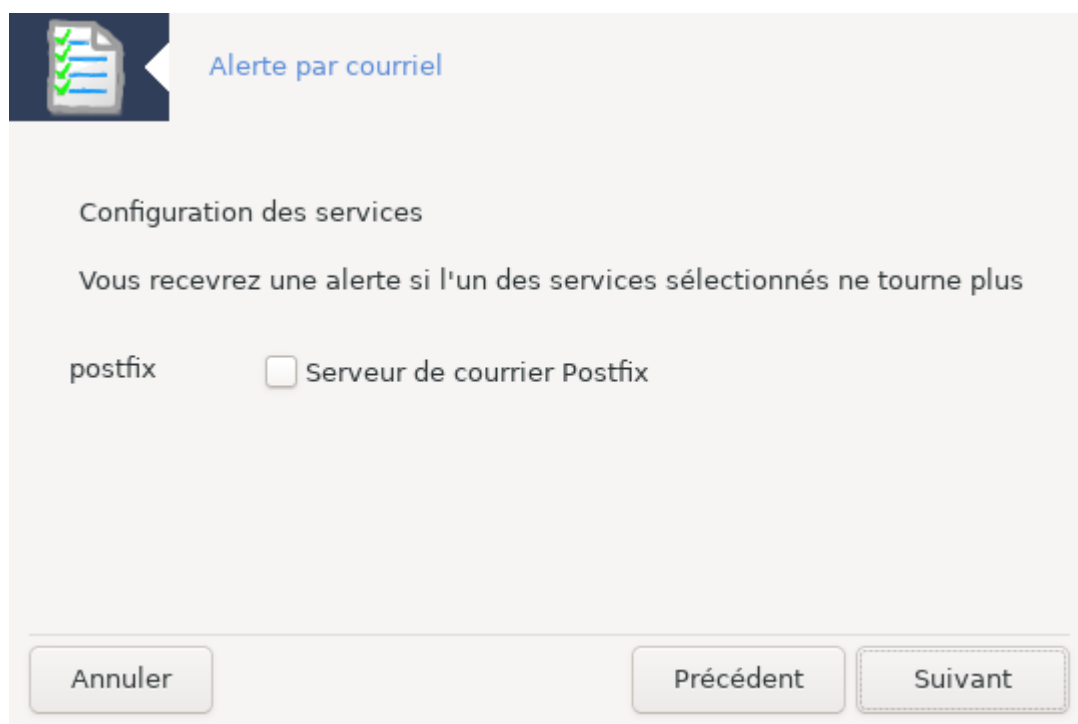 Alerte par courriel
Configuration des services
Vous recevrez une alerte si l'un des services sélectionnés ne tourne plus
postfix Serveur de courrier Postfix
Annuler Précédent Suivant